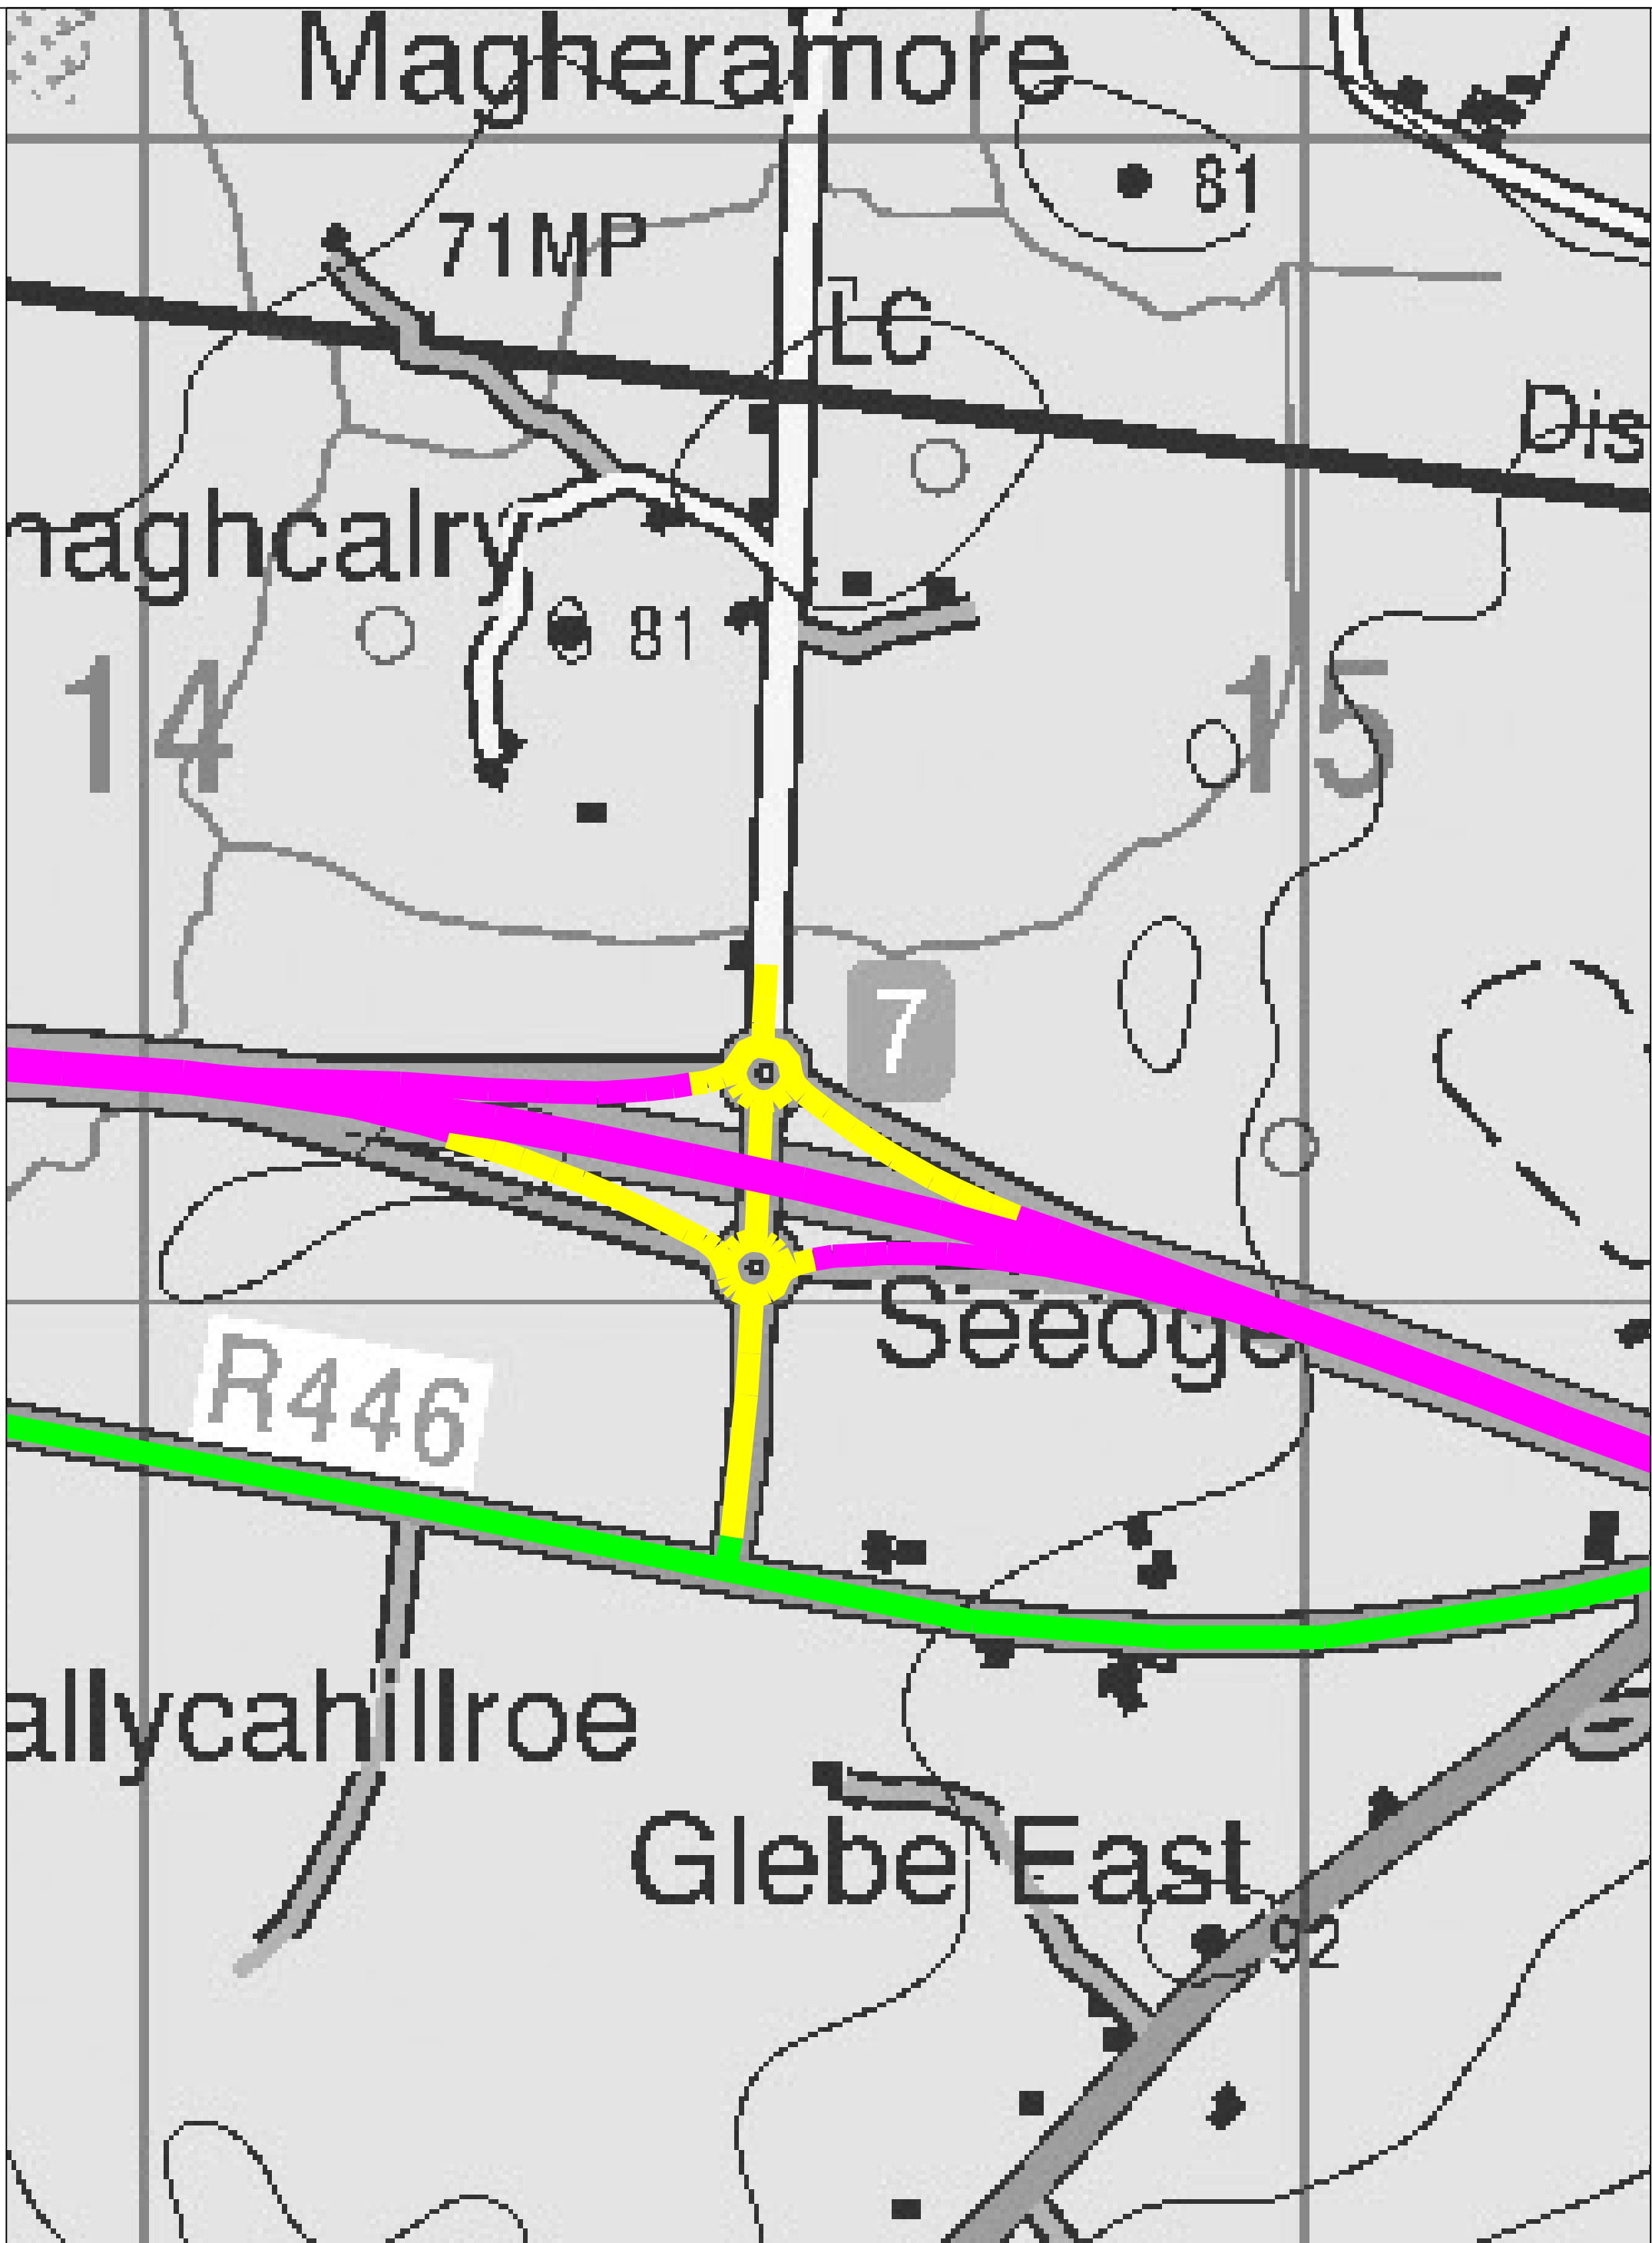 Magheramore
81
71MP
LC
Dis
naghcalry
81
14
15
7
Seeoge
R446
allycahillroe
Glebe East
92